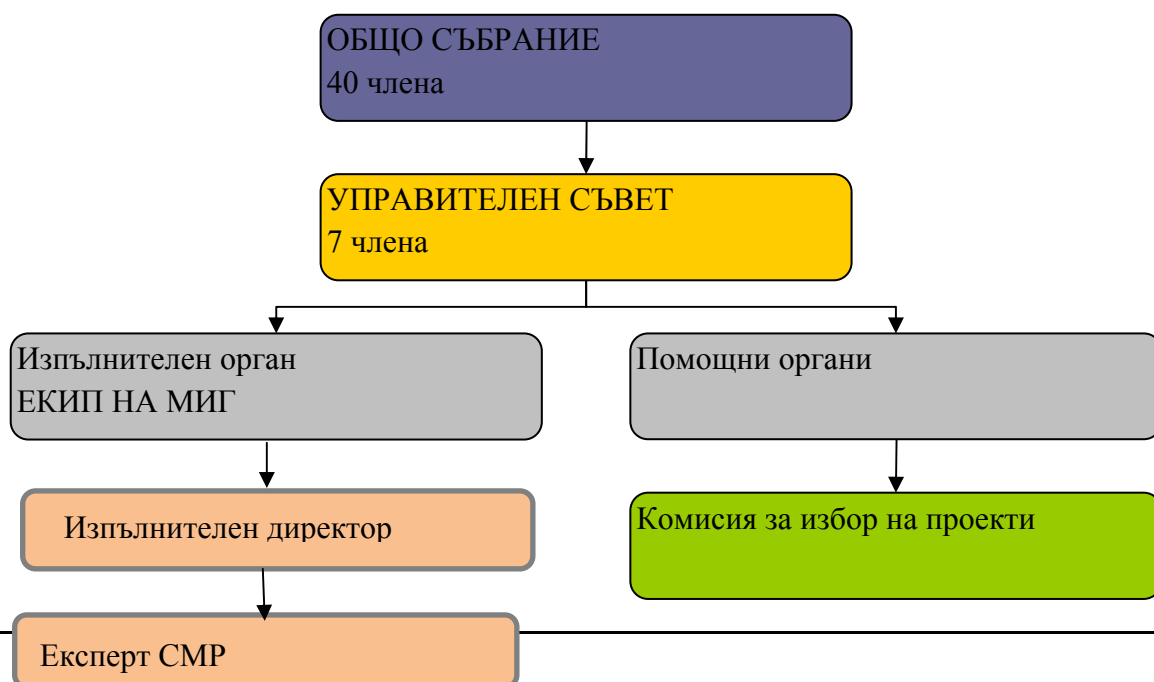 ОБЩО СЪБРАНИЕ
40 члена
УПРАВИТЕЛЕН СЪВЕТ
7 члена
Изпълнителен орган
ЕКИП НА МИГ
Помощни органи
Изпълнителен директор
Комисия за избор на проекти
Експерт СМР